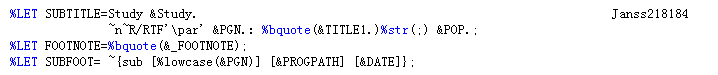 %LET SUBTITLE=Study &Study. Janss218184
~n~R/RTF'\par' &PGN.: %bquote(&TITLE1.)%str(;) &POP.;
%LET FOOTNOTE=%bquote(&_FOOTNOTE);
%LET SUBFOOT= ~{sub [%lowcase(&PGN)] [&PROGPATH] [&DATE]};